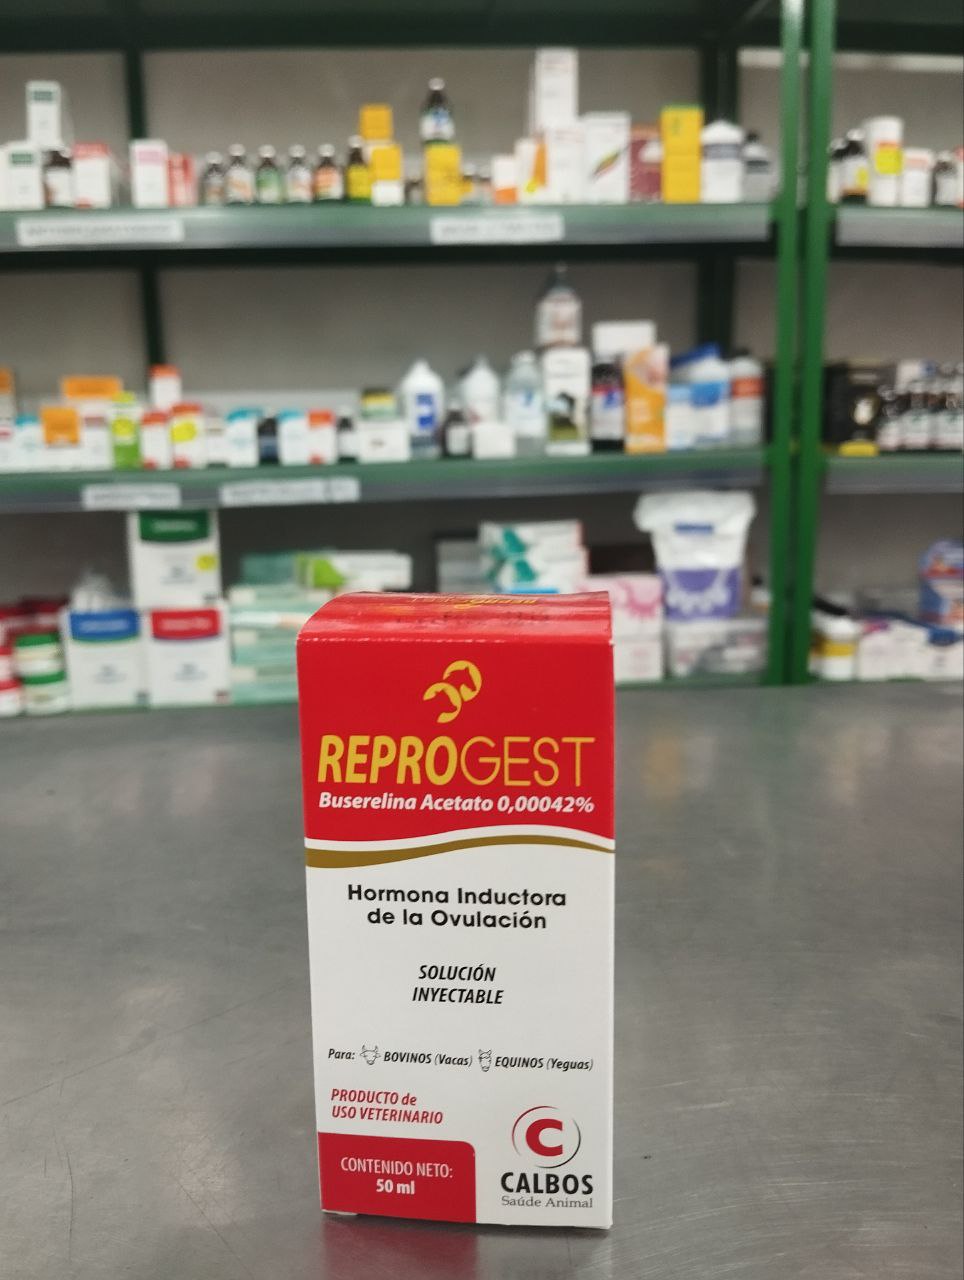 REPROGEST
Buserelina Acetato 0,00042%
Hormona Inductora
de la Ovulación
SOLUCIÓN
INYECTABLE
Para: BOVINOS (Vacas) EQUINOS (Yeguas)
PRODUCTO de
USO VETERINARIO
CONTENIDO NETO:
50 ml
C
CALBOS
Saúde Animal